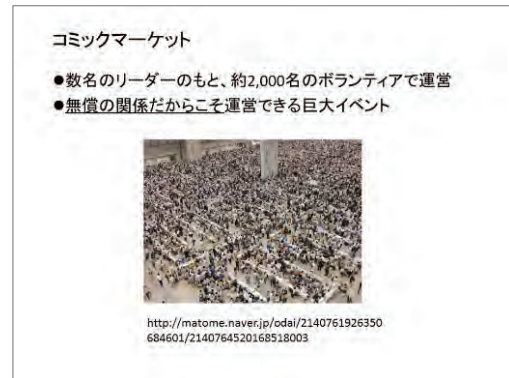 コミックマーケット
●数名のリーダーのもと、約2,000名のボランティアで運営
●無償の関係だからこそ運営できる巨大イベント
http://matome.naver.jp/odai/2140761926350
684601/2140764520168518003